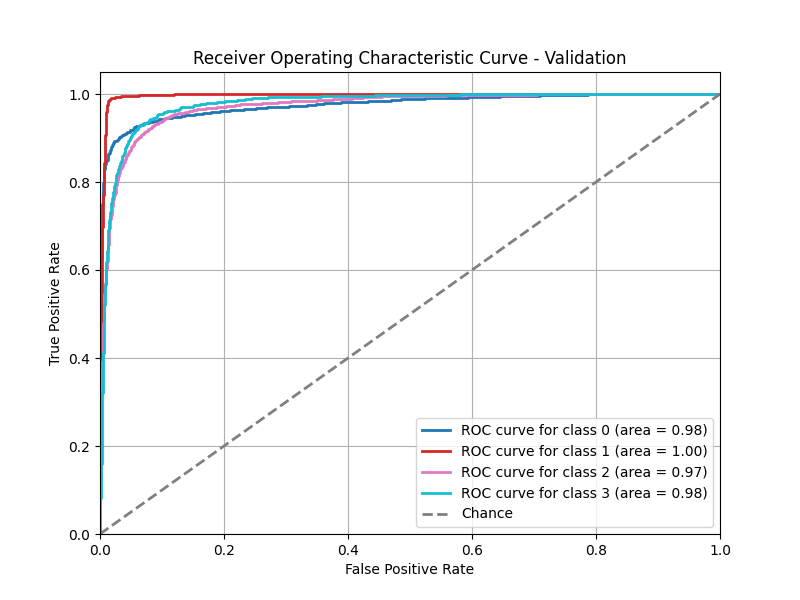 Receiver Operating Characteristic Curve - Validation
True Positive Rate
1.0
0.8
0.6
0.4
0.2
0.0
ROC curve for class 0 (area = 0.98)
ROC curve for class 1 (area = 1.00)
ROC curve for class 2 (area = 0.97)
ROC curve for class 3 (area = 0.98)
Chance
0.0 0.2 0.4 0.6 0.8 1.0
False Positive Rate